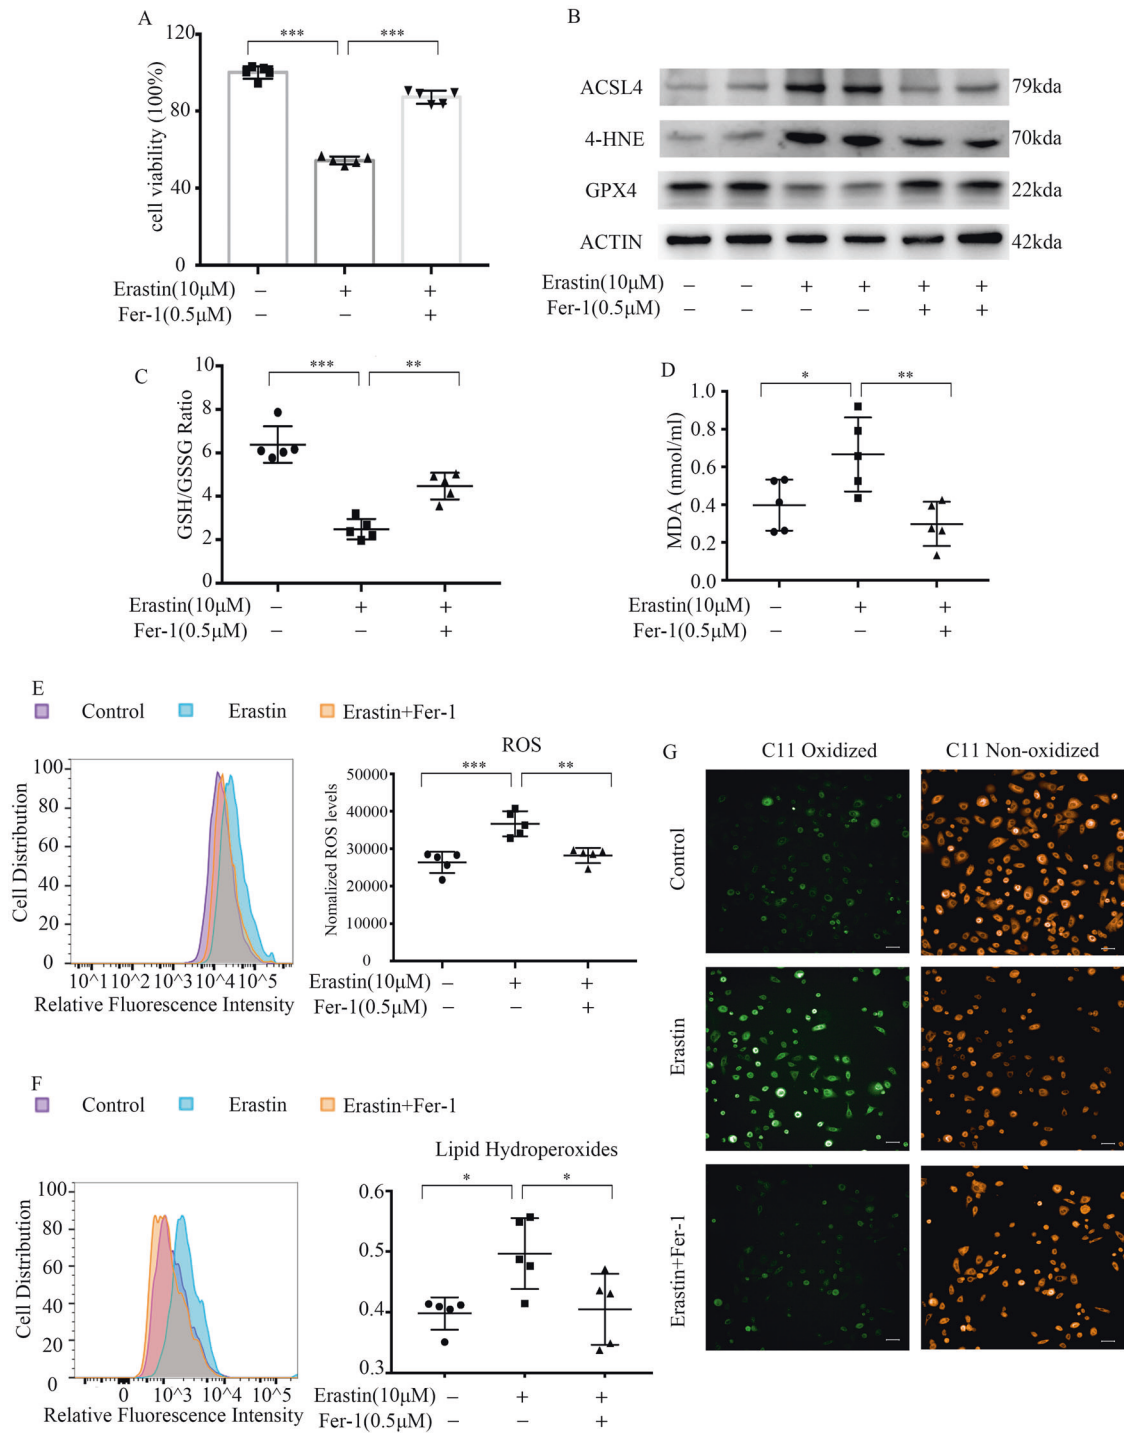 A
120
80
40
0
cell viability (100%)
*** ***
Erastin(10μM) − + +
Fer-1(0.5μM) − − +
B
ACSL4 79kda
4-HNE 70kda
GPX4 22kda
ACTIN 42kda
Erastin(10μM) − − + + + +
Fer-1(0.5μM) − − − − + +
C
10
8
6
4
2
0
GSH/GSSG Ratio
*** **
Erastin(10μM) − + +
Fer-1(0.5μM) − − +
D
1.0
0.8
0.6
0.4
0.2
0.0
MDA (nmol/ml)
* **
Erastin(10μM) − + +
Fer-1(0.5μM) − − +
E
Control Erastin Erastin+Fer-1
100
80
60
40
20
0
Cell Distribution
10^1 10^2 10^3 10^4 10^5
Relative Fluorescence Intensity
ROS
*** **
50000
40000
30000
20000
10000
0
Nomalized ROS levels
Erastin(10μM) − + +
Fer-1(0.5μM) − − +
F
Control Erastin Erastin+Fer-1
100
80
60
40
20
0
Cell Distribution
0 10^3 10^4 10^5
Relative Fluorescence Intensity
Lipid Hydroperoxides
* *
0.6
0.5
0.4
0.3
Erastin(10μM) − + +
Fer-1(0.5μM) − − +
G
C11 Oxidized C11 Non-oxidized
Control
Erastin
Erastin+Fer-1